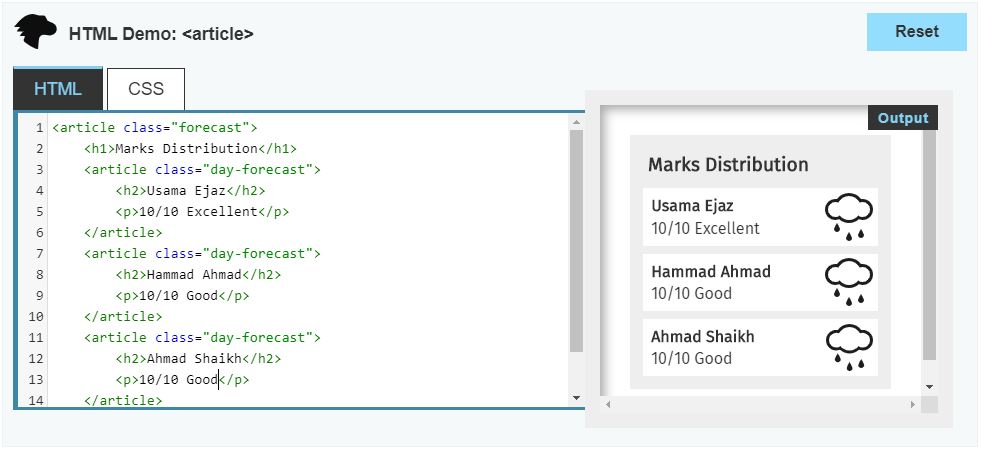 HTML Demo: <article>
Reset
HTML CSS
1 <article class="forecast">
2 <h1>Marks Distribution</h1>
3 <article class="day-forecast">
4 <h2>Usama Ejaz</h2>
5 <p>10/10 Excellent</p>
6 </article>
7 <article class="day-forecast">
8 <h2>Hammad Ahmad</h2>
9 <p>10/10 Good</p>
10 </article>
11 <article class="day-forecast">
12 <h2>Ahmad Shaikh</h2>
13 <p>10/10 Good</p>
14 </article>
Output
Marks Distribution
Usama Ejaz
10/10 Excellent
Hammad Ahmad
10/10 Good
Ahmad Shaikh
10/10 Good